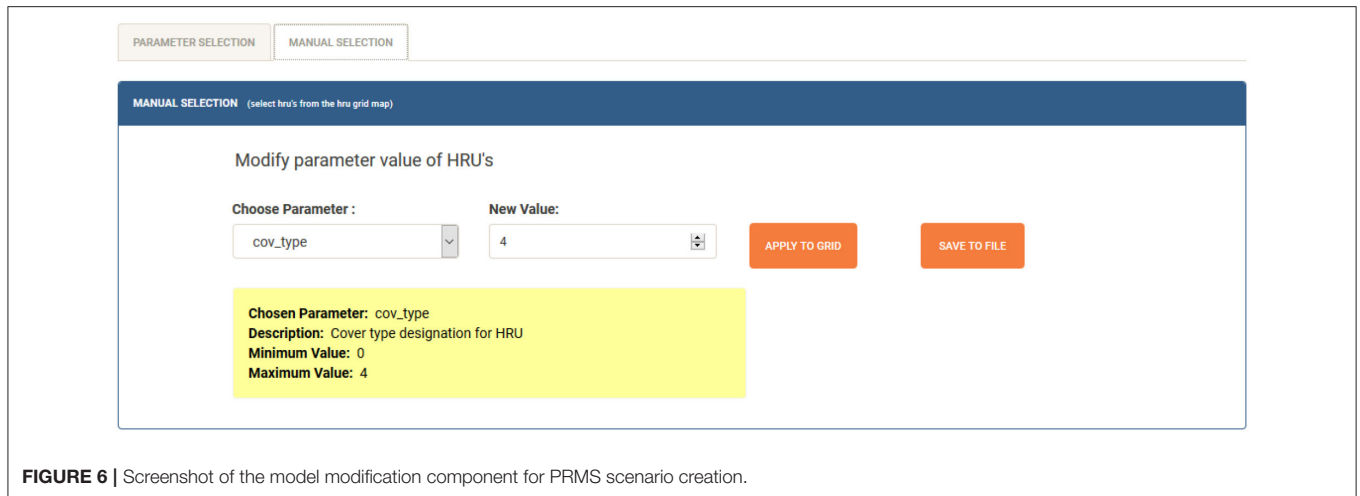 PARAMETER SELECTION
MANUAL SELECTION
MANUAL SELECTION (select hru's from the hru grid map)
Modify parameter value of HRU's
Choose Parameter : New Value:
cov_type 4 APPLY TO GRID SAVE TO FILE
Chosen Parameter: cov_type
Description: Cover type designation for HRU
Minimum Value: 0
Maximum Value: 4
FIGURE 6 | Screenshot of the model modification component for PRMS scenario creation.